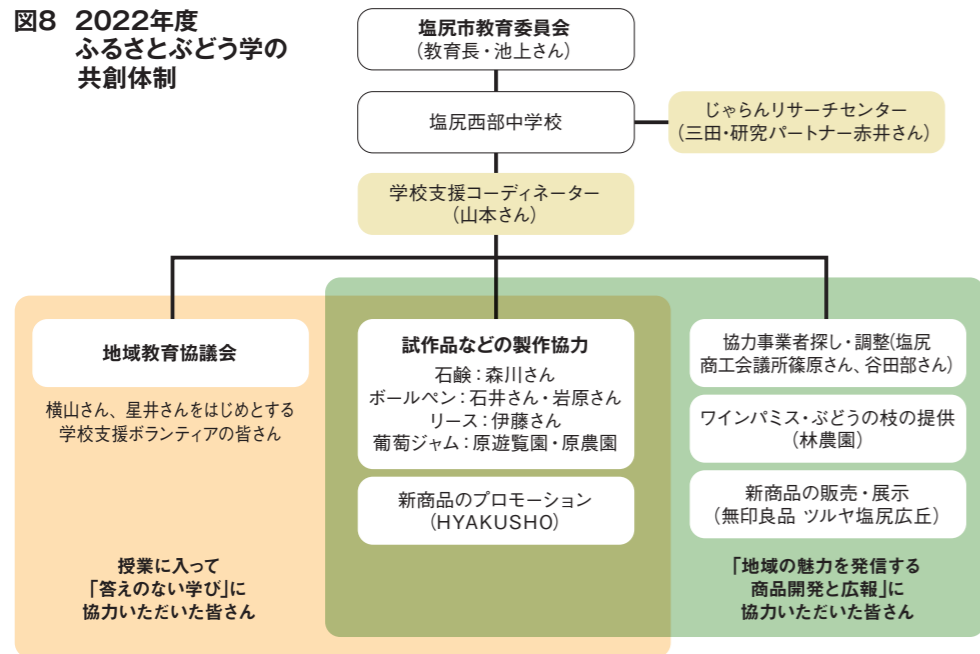 図8 2022年度
ふるさとぶどう学の
共創体制
塩尻市教育委員会
(教育長・池上さん)
塩尻西部中学校
じゃらんリサーチセンター
(三田・研究パートナー赤井さん)
学校支援コーディネーター
(山本さん)
地域教育協議会
横山さん、星井さんをはじめとする
学校支援ボランティアの皆さん
授業に入って
「答えのない学び」に
協力いただいた皆さん
試作品などの製作協力
石鹸：森川さん
ボールペン：石井さん・岩原さん
リース：伊藤さん
葡萄ジャム：原遊覧園・原農園
新商品のプロモーション
(HYAKUSHO)
協力事業者探し・調整(塩尻
商工会議所篠原さん、谷田部さん)
ワインパミス・ぶどうの枝の提供
(林農園)
新商品の販売・展示
(無印良品 ツルヤ塩尻広丘)
「地域の魅力を発信する
商品開発と広報」に
協力いただいた皆さん